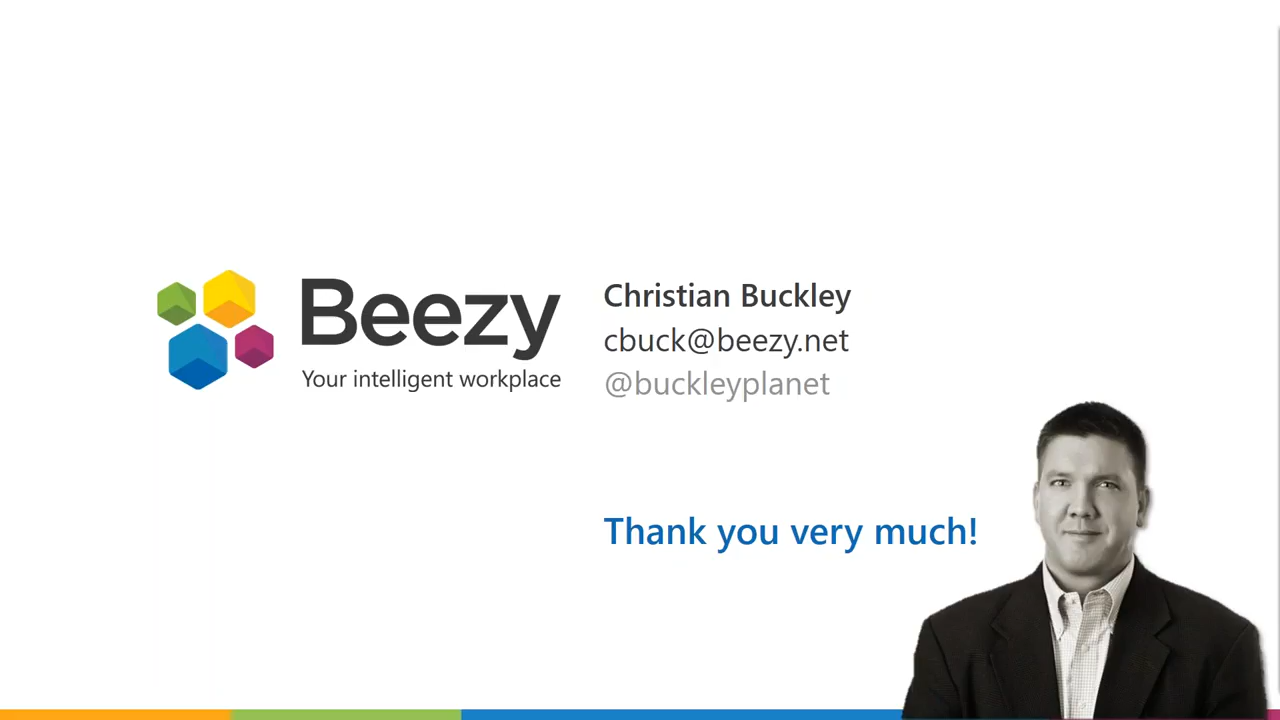 Beezy
Your intelligent workplace
Christian Buckley
cbuck@beezy.net
@buckleyplanet
Thank you very much!